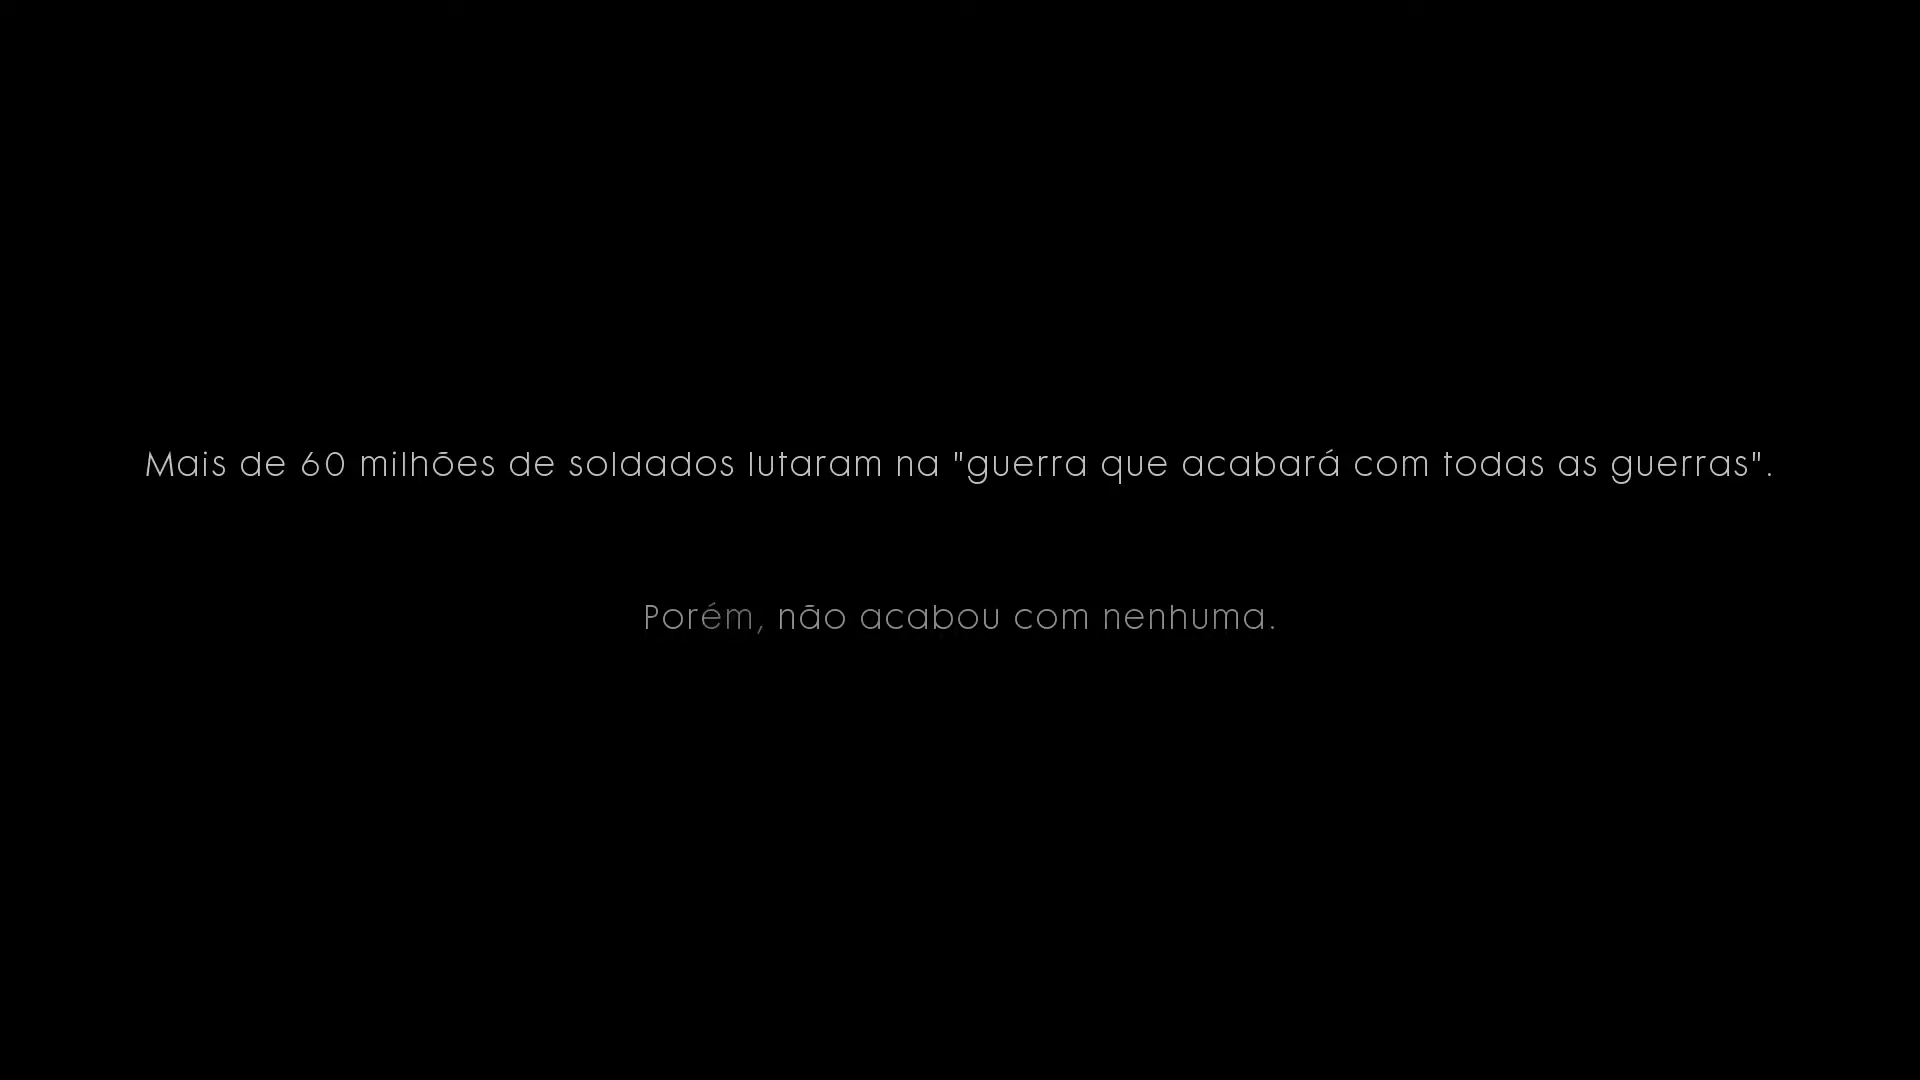 Mais de 60 milhões de soldados lutaram na "guerra que acabará com todas as guerras".
Porém, não acabou com nenhuma.